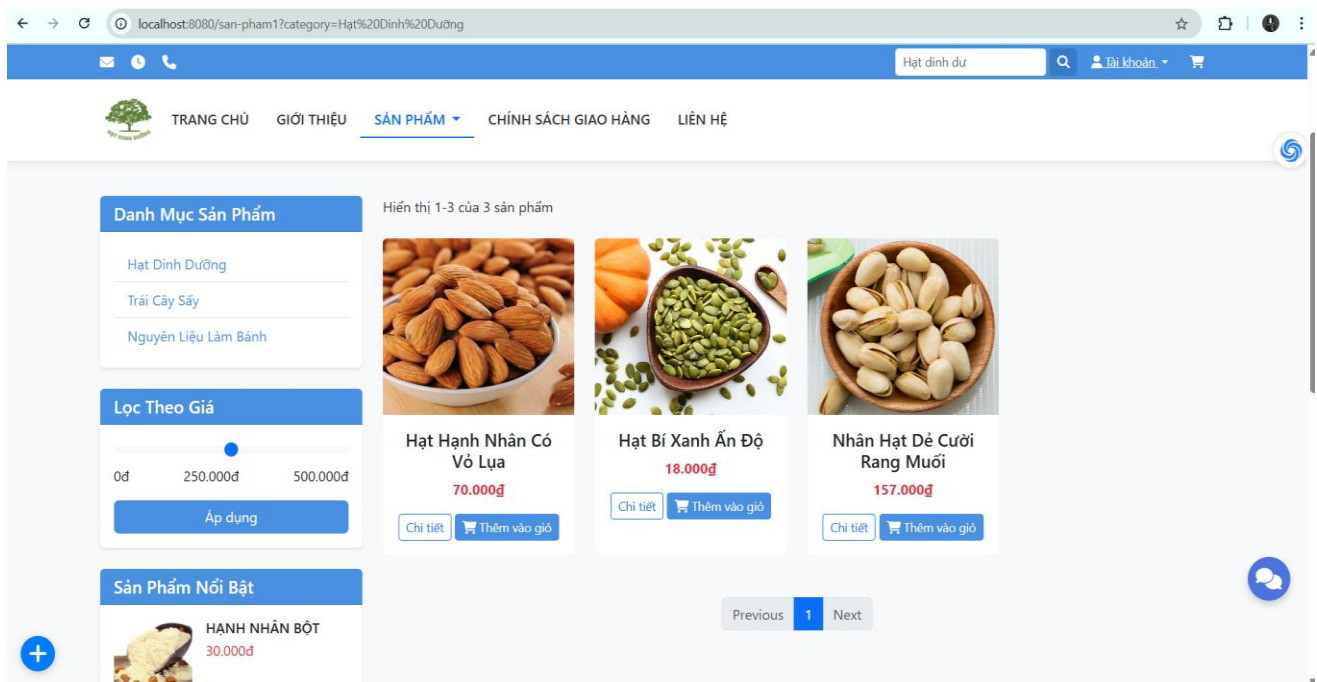 localhost:8080/san-pham1?category=Hạt%20Dinh%20Dưỡng
Hạt dinh dư
Tài khoản
TRANG CHỦ GIỚI THIỆU SẢN PHẨM CHÍNH SÁCH GIAO HÀNG LIÊN HỆ
Danh Mục Sản Phẩm
Hạt Dinh Dưỡng
Trái Cây Sấy
Nguyên Liệu Làm Bánh
Lọc Theo Giá
0đ 250.000đ 500.000đ
Áp dụng
Sản Phẩm Nổi Bật
HẠNH NHÂN BỘT
30.000đ
Hiển thị 1-3 của 3 sản phẩm
Hạt Hạnh Nhân Có
Vỏ Lụa
70.000₫
Chi tiết Thêm vào giỏ
Hạt Bí Xanh Ấn Độ
18.000₫
Chi tiết Thêm vào giỏ
Nhân Hạt Dẻ Cười
Rang Muối
157.000₫
Chi tiết Thêm vào giỏ
Previous 1 Next